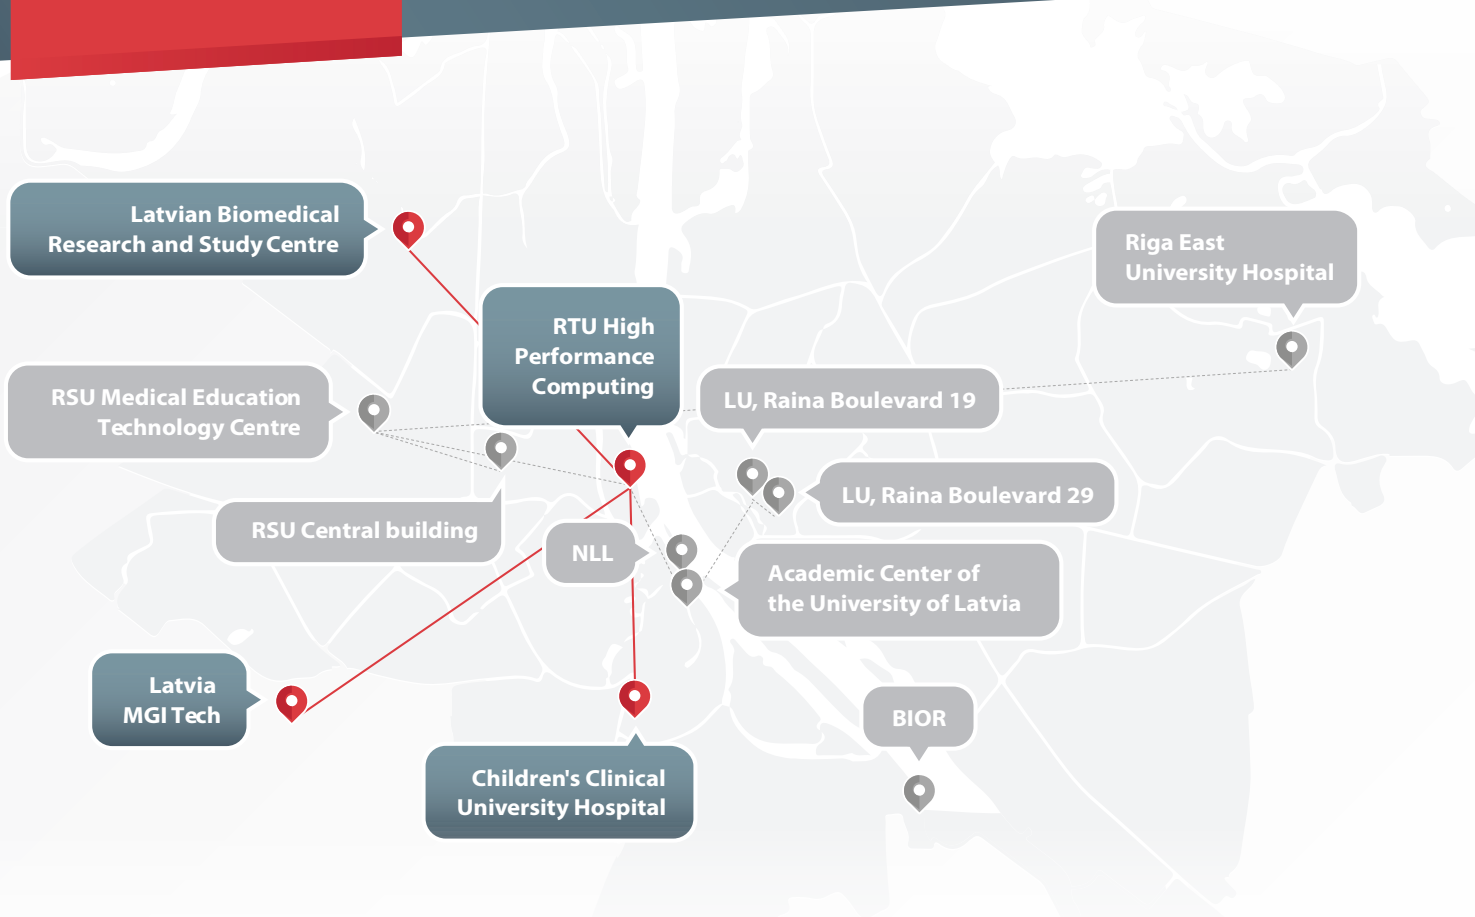 Latvian Biomedical
Research and Study Centre
Riga East
University Hospital
RTU High
Performance
Computing
RSU Medical Education
Technology Centre
LU, Raina Boulevard 19
LU, Raina Boulevard 29
RSU Central building
NLL
Academic Center of
the University of Latvia
Latvia
MGI Tech
BIOR
Children's Clinical
University Hospital